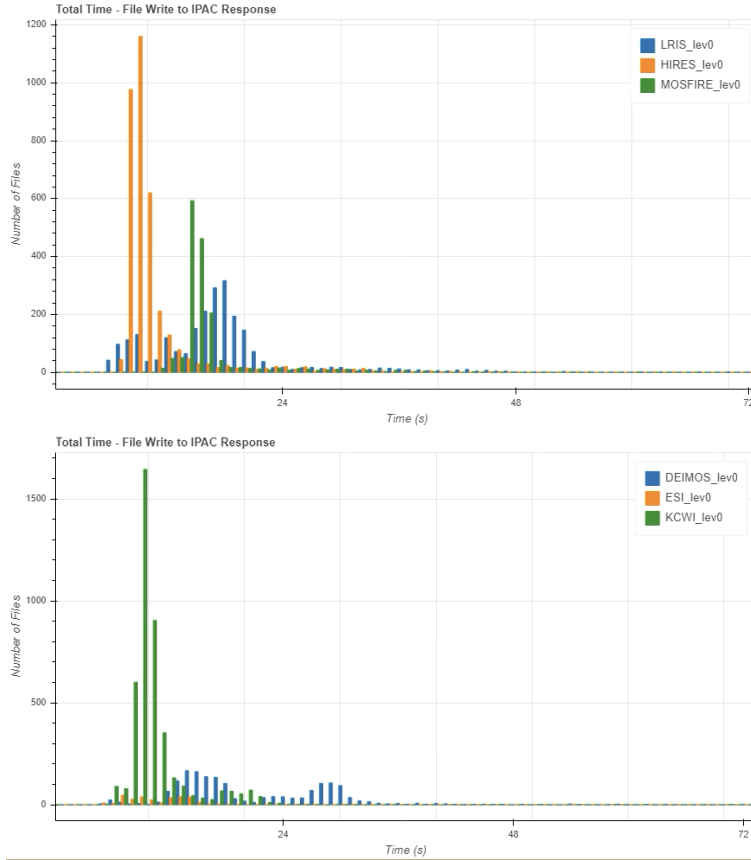 Total Time - File Write to IPAC Response
1200
1000
800
600
400
200
0
Number of Files
LRIS_lev0
HIRES_lev0
MOSFIRE_lev0
24
48
72
Time (s)
Total Time - File Write to IPAC Response
1500
1000
500
0
Number of Files
DEIMOS_lev0
ESI_lev0
KCWI_lev0
24
48
72
Time (s)